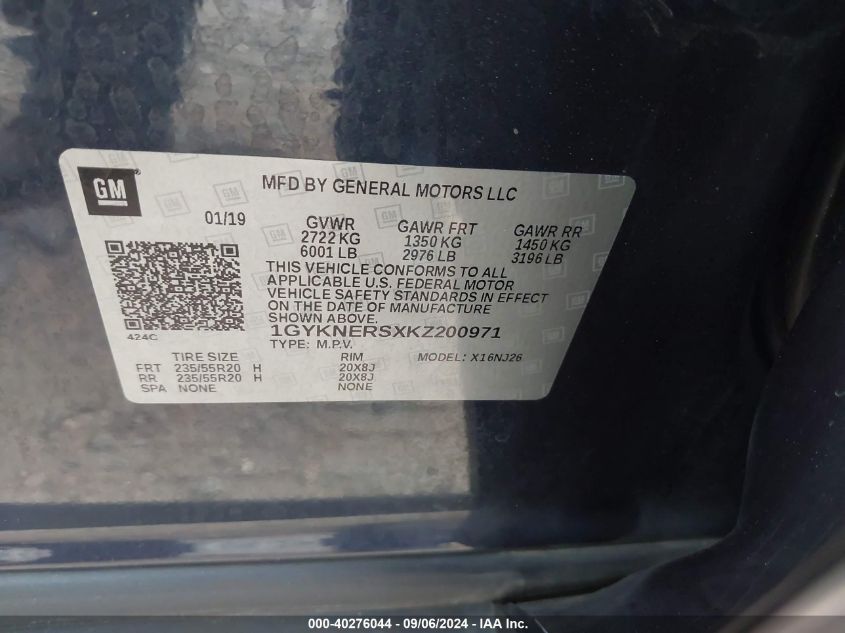 GM
MFD BY GENERAL MOTORS LLC
01/19 GVWR GAWR FRT GAWR RR
2722 KG 1350 KG 1450 KG
6001 LB 2976 LB 3196 LB
THIS VEHICLE CONFORMS TO ALL
APPLICABLE U.S. FEDERAL MOTOR
VEHICLE SAFETY STANDARDS IN EFFECT
ON THE DATE OF MANUFACTURE
SHOWN ABOVE.
424C
1GYKNERSXKZ200971
TYPE: M.P.V. MODEL: X16NJ26
TIRE SIZE RIM
FRT 235/55R20 H 20X8J
RR 235/55R20 H 20X8J
SPA NONE NONE
000-40276044 - 09/06/2024 - IAA Inc.